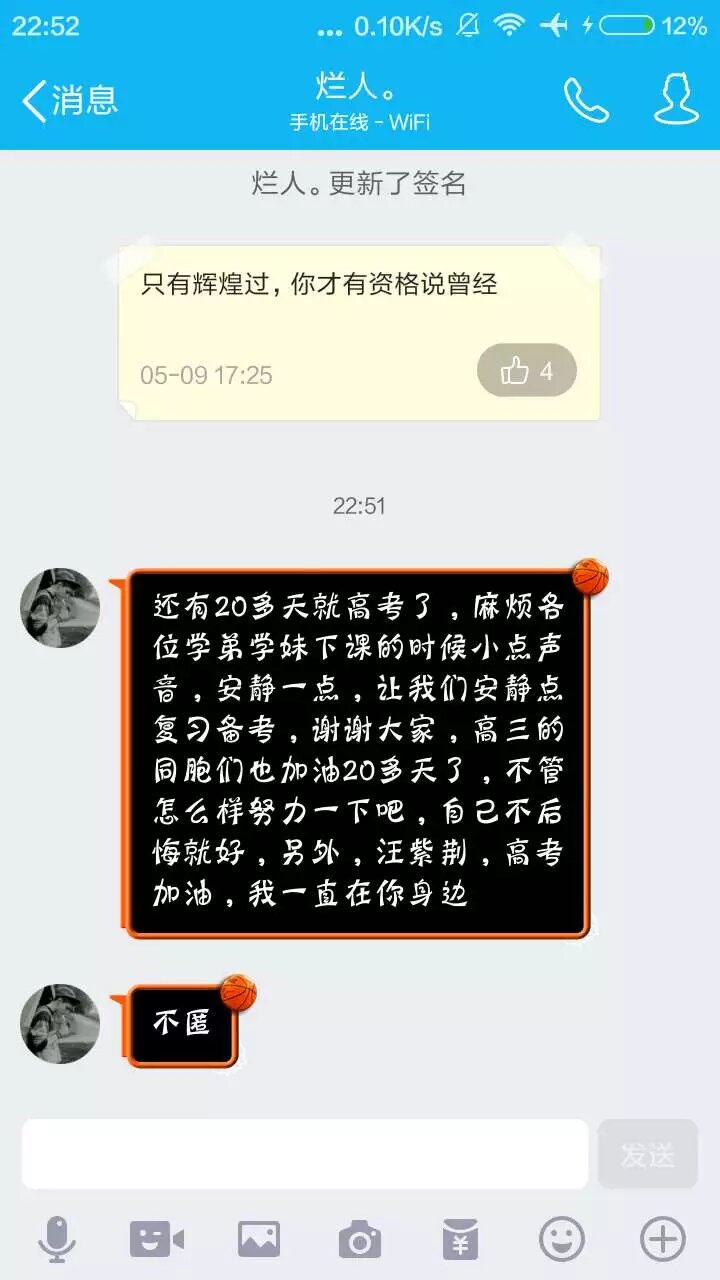 22:52
... 0.10K/s
12%
消息
烂人。
手机在线 - WiFi
烂人。更新了签名
只有辉煌过，你才有资格说曾经
05-09 17:25
4
22:51
还有20多天就高考了，麻烦各
位学弟学妹下课的时候小点声
音，安静一点，让我们安静点
复习备考，谢谢大家，高三的
同胞们也加油20多天了，不管
怎么样努力一下吧，自己不后
悔就好，另外，汪紫荆，高考
加油，我一直在你身边
不匿
发送